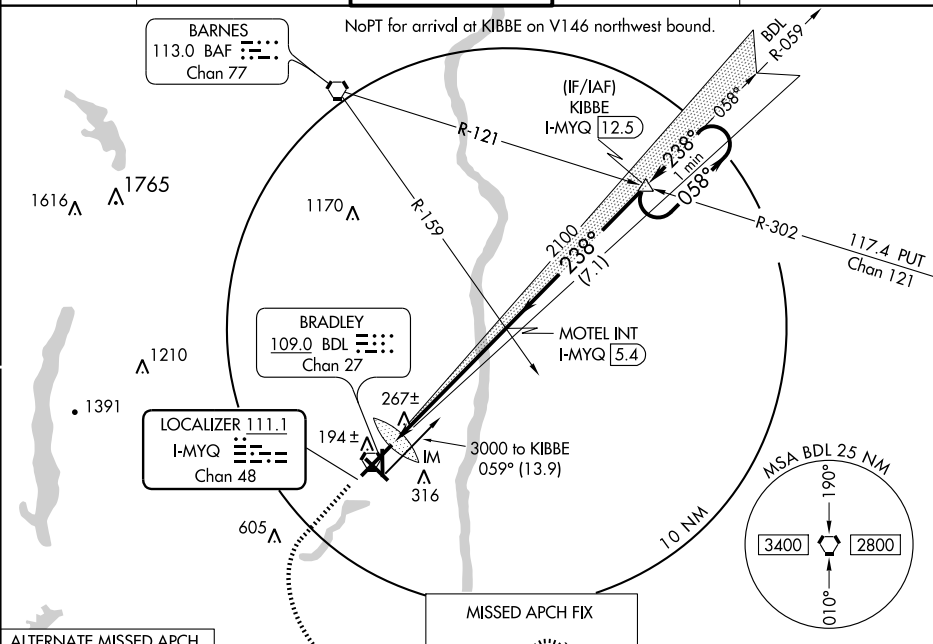 NoPT for arrival at KIBBE on V146 northwest bound.
BARNES
113.0 BAF
Chan 77
BDL
R-059
058°
(IF/IAF)
KIBBE
I-MYQ 12.5
R-121
238°
1 min
058°
1616
1765
1170
R-159
R-302
117.4 PUT
Chan 121
2100
238°
(7.1)
BRADLEY
109.0 BDL
Chan 27
MOTEL INT
I-MYQ 5.4
1210
1391
267±
LOCALIZER 111.1
I-MYQ
Chan 48
194±
IM
316
3000 to KIBBE
059° (13.9)
605
10 NM
MSA BDL 25 NM
190°
3400
2800
010°
MISSED APCH FIX
ALTERNATE MISSED APCH